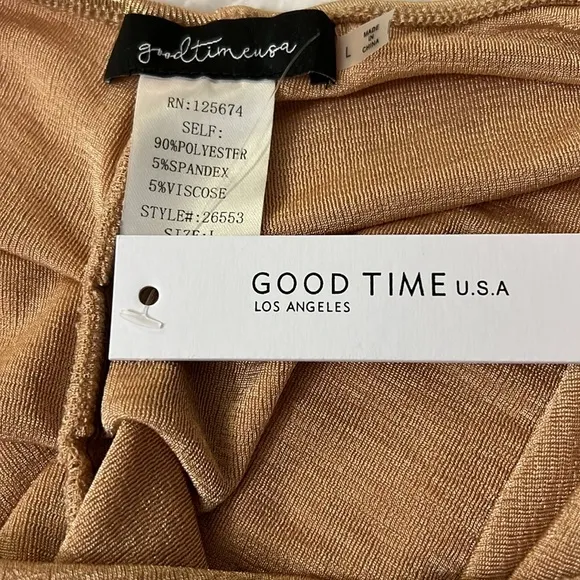 goodtimeusa
L
MADE
IN
CHINA
RN:125674
SELF:
90%POLYESTER
5%SPANDEX
5%VISCOSE
STYLE#:26553
SIZE:L
GOOD TIME U.S.A
LOS ANGELES